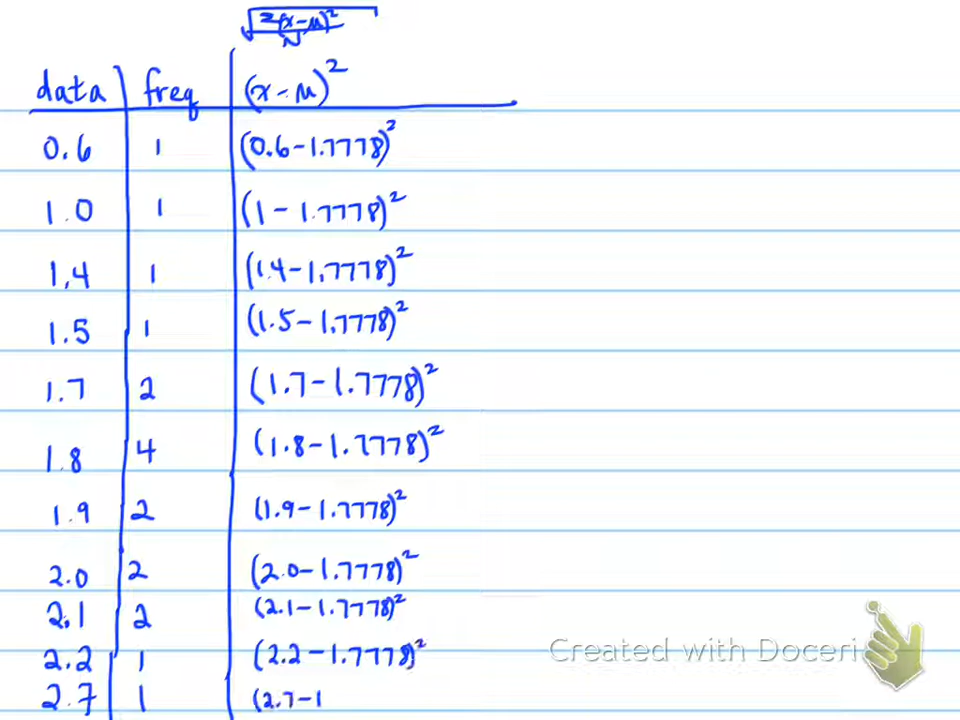 √(Σ(x-μ)²/N)
data freq (x-μ)²
0.6 1 (0.6-1.7778)²
1.0 1 (1-1.7778)²
1.4 1 (1.4-1.7778)²
1.5 1 (1.5-1.7778)²
1.7 2 (1.7-1.7778)²
1.8 4 (1.8-1.7778)²
1.9 2 (1.9-1.7778)²
2.0 2 (2.0-1.7778)²
2.1 2 (2.1-1.7778)²
2.2 1 (2.2-1.7778)²
2.7 1 (2.7-1
Created with Doceri